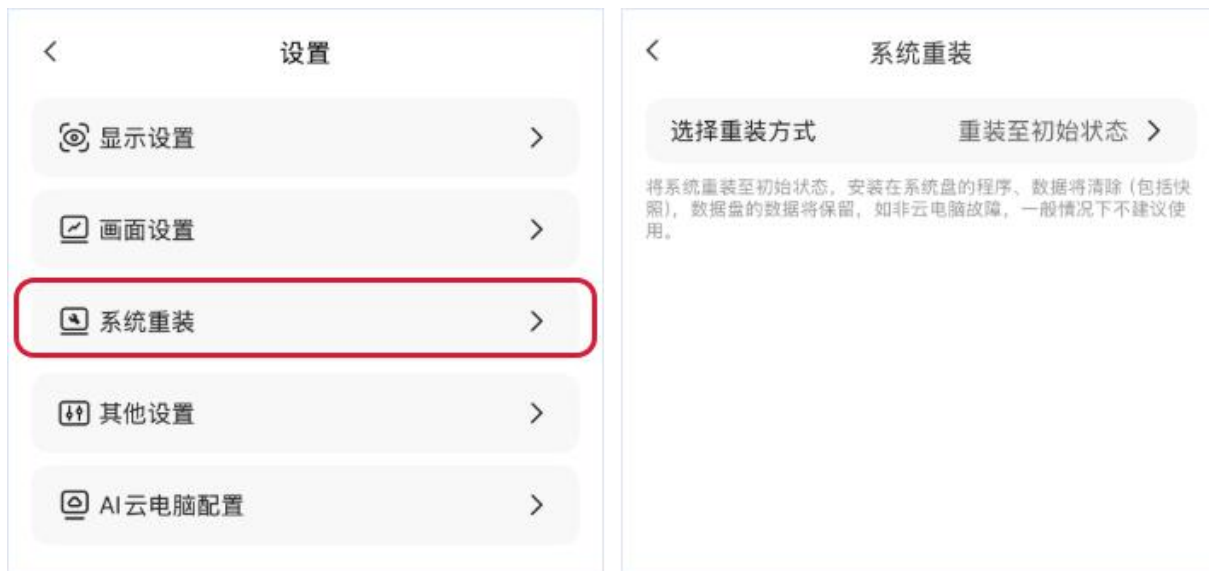 设置
显示设置
画面设置
系统重装
其他设置
AI云电脑配置
系统重装
选择重装方式 重装至初始状态
将系统重装至初始状态，安装在系统盘的程序、数据将清除（包括快
照），数据盘的数据将保留，如非云电脑故障，一般情况下不建议使
用。